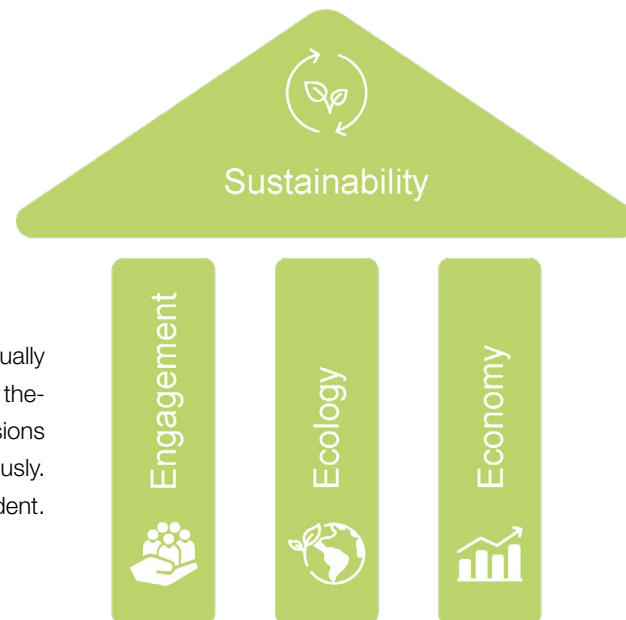 Sustainability
Engagement
Ecology
Economy
ually
the-
sions
usly.
dent.